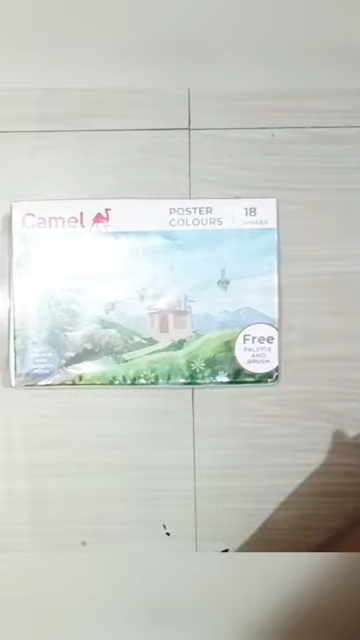 Camel
POSTER
COLOURS
18
SHADES
Free
PALETTE
AND
BRUSH